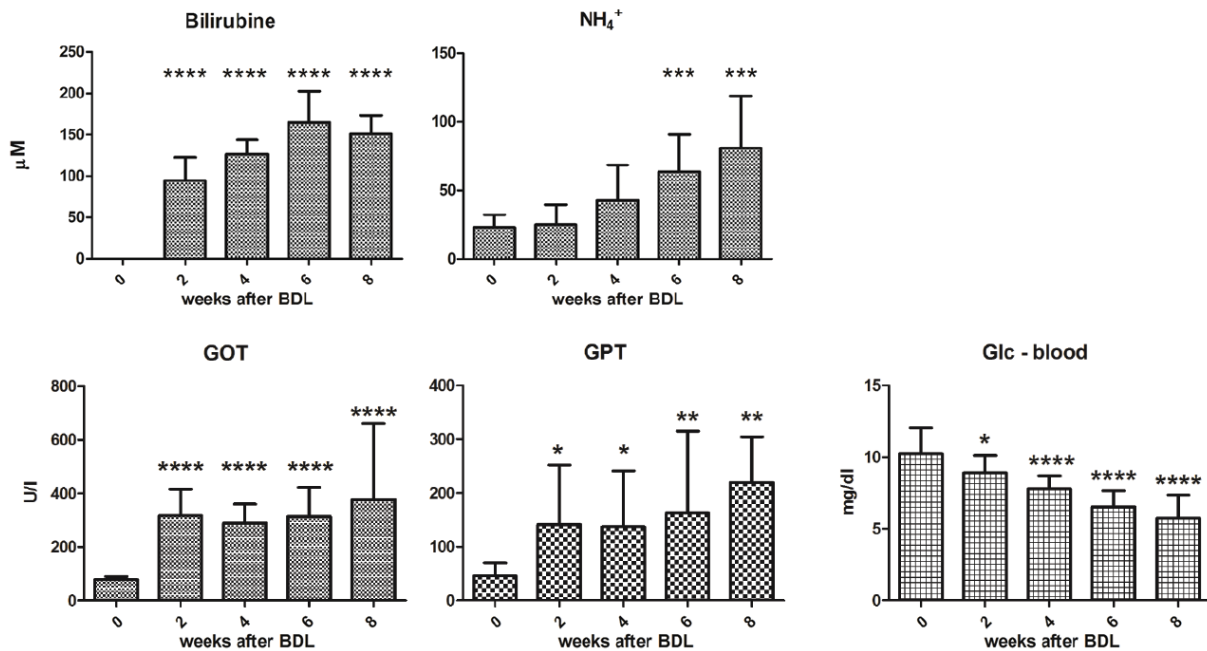 Bilirubine
250
200
150
100
50
0
µM
**** **** **** ****
0 2 4 6 8
weeks after BDL
NH₄⁺
150
100
50
0
*** ***
0 2 4 6 8
weeks after BDL
GOT
800
600
400
200
0
U/l
**** **** **** ****
0 2 4 6 8
weeks after BDL
GPT
400
300
200
100
0
* * ** **
0 2 4 6 8
weeks after BDL
Glc - blood
15
10
5
0
mg/dl
* **** **** ****
0 2 4 6 8
weeks after BDL